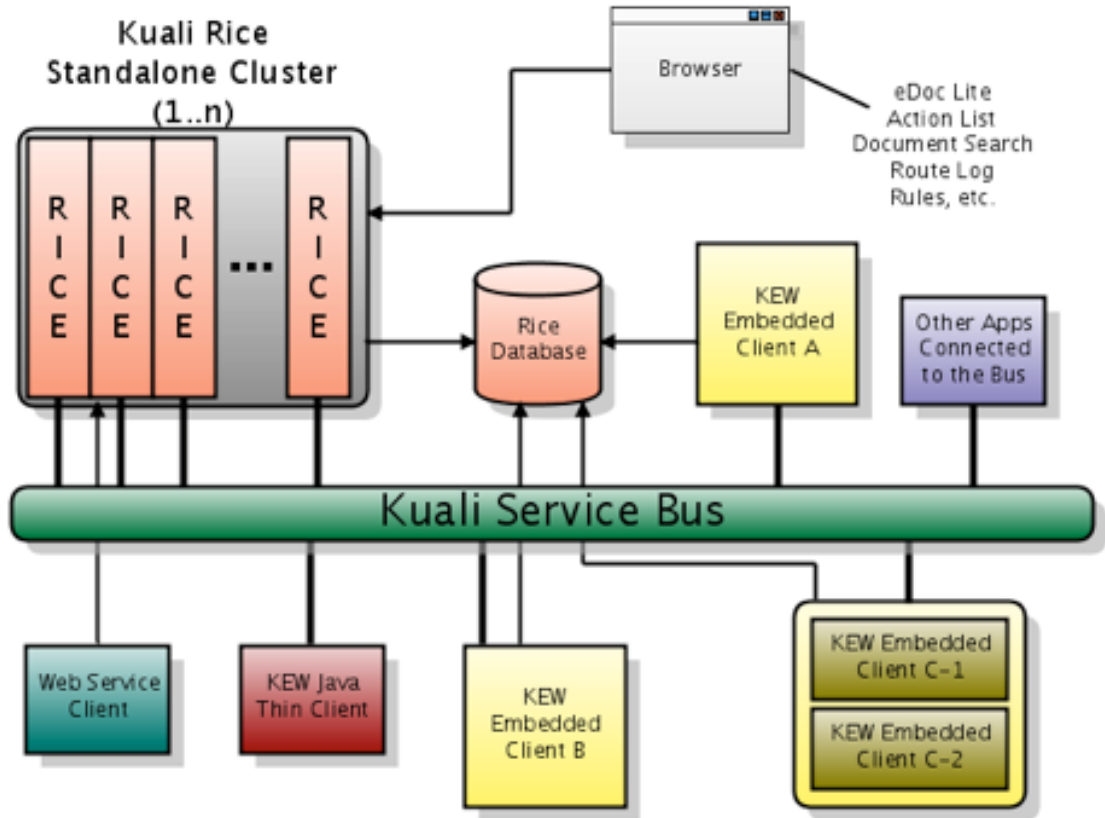 Kuali Rice
Standalone Cluster
(1..n)
Browser
eDoc Lite
Action List
Document Search
Route Log
Rules, etc.
R
I
C
E
R
I
C
E
R
I
C
E
...
R
I
C
E
Rice
Database
KEW
Embedded
Client A
Other Apps
Connected
to the Bus
Kuali Service Bus
Web Service
Client
KEW Java
Thin Client
KEW
Embedded
Client B
KEW Embedded
Client C-1
KEW Embedded
Client C-2